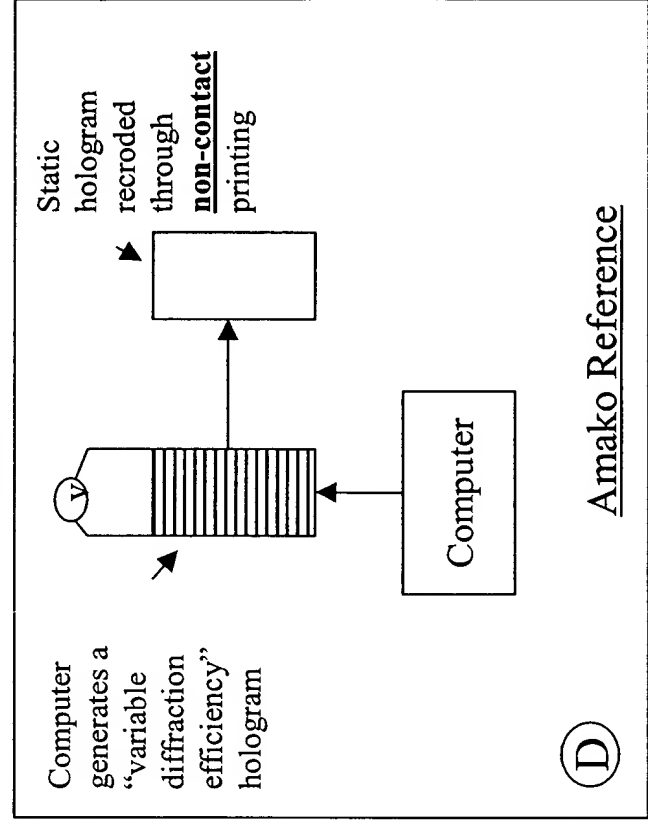 Computer
generates a
“variable
diffraction
efficiency”
hologram
V
Static
hologram
recroded
through
non-contact
printing
Computer
D
Amako Reference